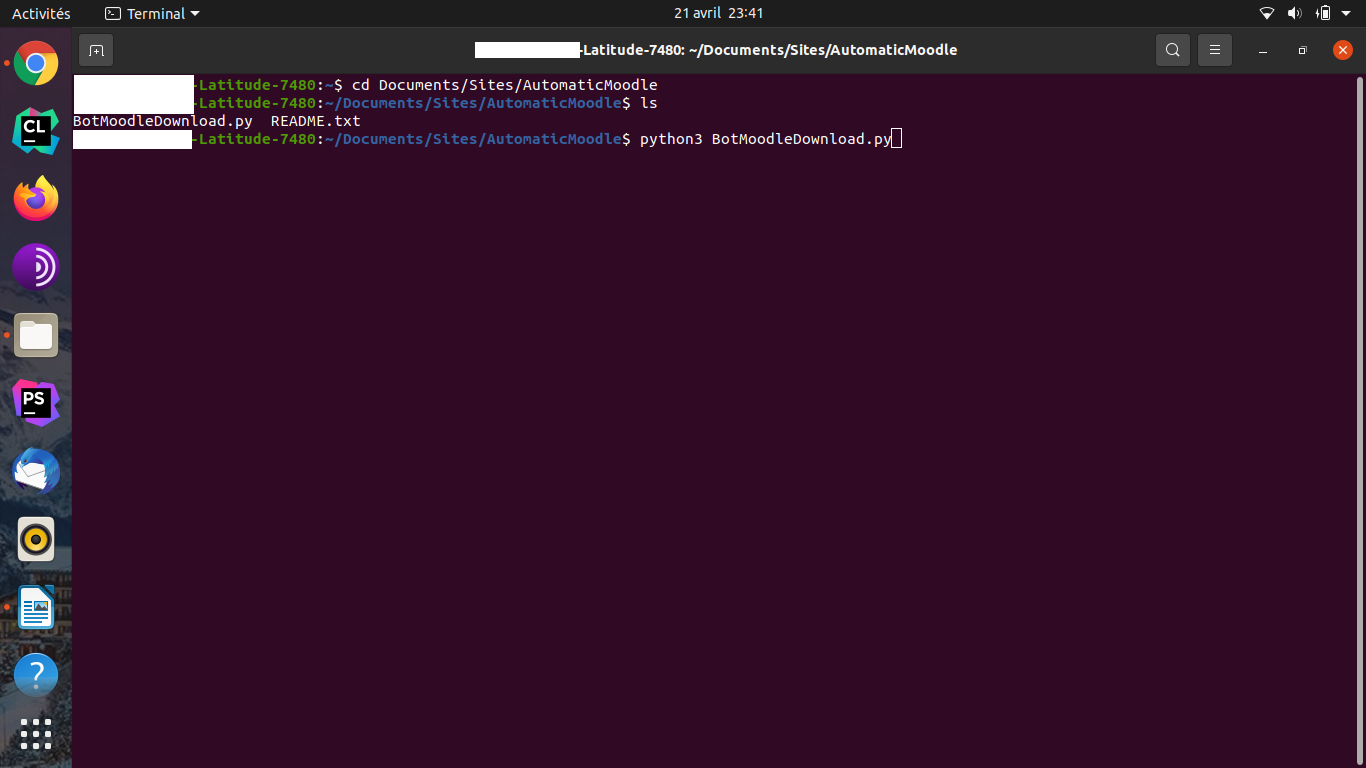 Activités
Terminal
21 avril 23:41
-Latitude-7480: ~/Documents/Sites/AutomaticMoodle
-Latitude-7480:~$ cd Documents/Sites/AutomaticMoodle
-Latitude-7480:~/Documents/Sites/AutomaticMoodle$ ls
BotMoodleDownload.py  README.txt
-Latitude-7480:~/Documents/Sites/AutomaticMoodle$ python3 BotMoodleDownload.py
CL
PS
?